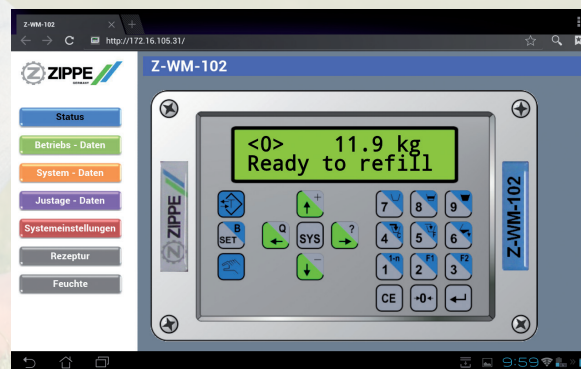 Z-WM-102
http://172.16.105.31/
ZIPPE
GERMANY
Z-WM-102
Status
Betriebs - Daten
System - Daten
Justage - Daten
Systemeinstellungen
Rezeptur
Feuchte
<0> 11.9 kg
Ready to refill
ZIPPE
Z-WM-102
+
7 8 9
B Q ?
SET SYS 4 5 6
− 1-n F1 F2
1 2 3
CE →0← 
9:59